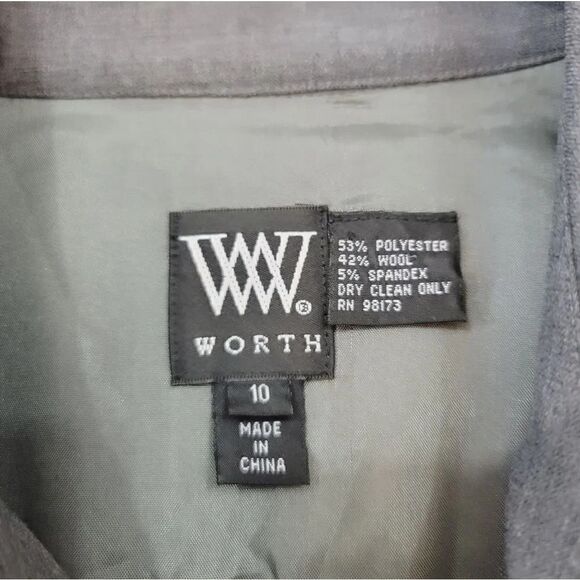 W
®
WORTH
53% POLYESTER
42% WOOL
5% SPANDEX
DRY CLEAN ONLY
RN 98173
10
MADE
IN
CHINA